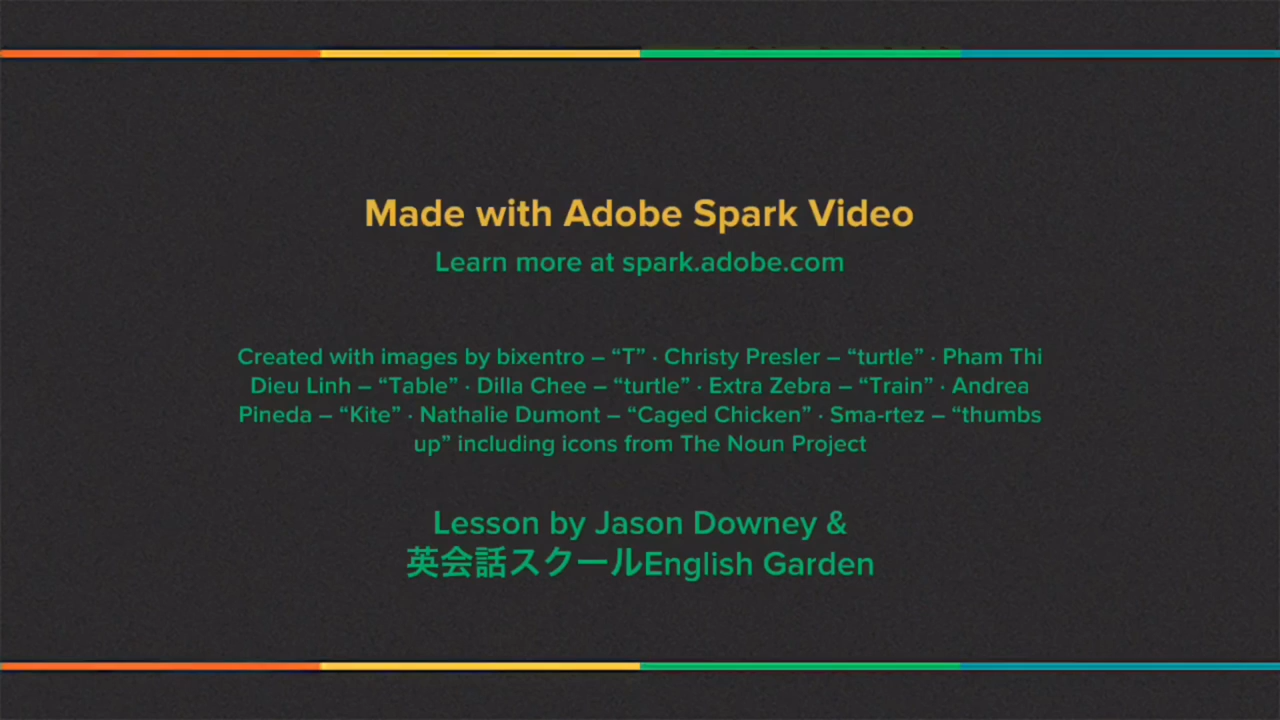 Made with Adobe Spark Video
Learn more at spark.adobe.com
Created with images by bixentro – “T” · Christy Presler – “turtle” · Pham Thi
Dieu Linh – “Table” · Dilla Chee – “turtle” · Extra Zebra – “Train” · Andrea
Pineda – “Kite” · Nathalie Dumont – “Caged Chicken” · Sma-rtez – “thumbs
up” including icons from The Noun Project
Lesson by Jason Downey &
英会話スクールEnglish Garden